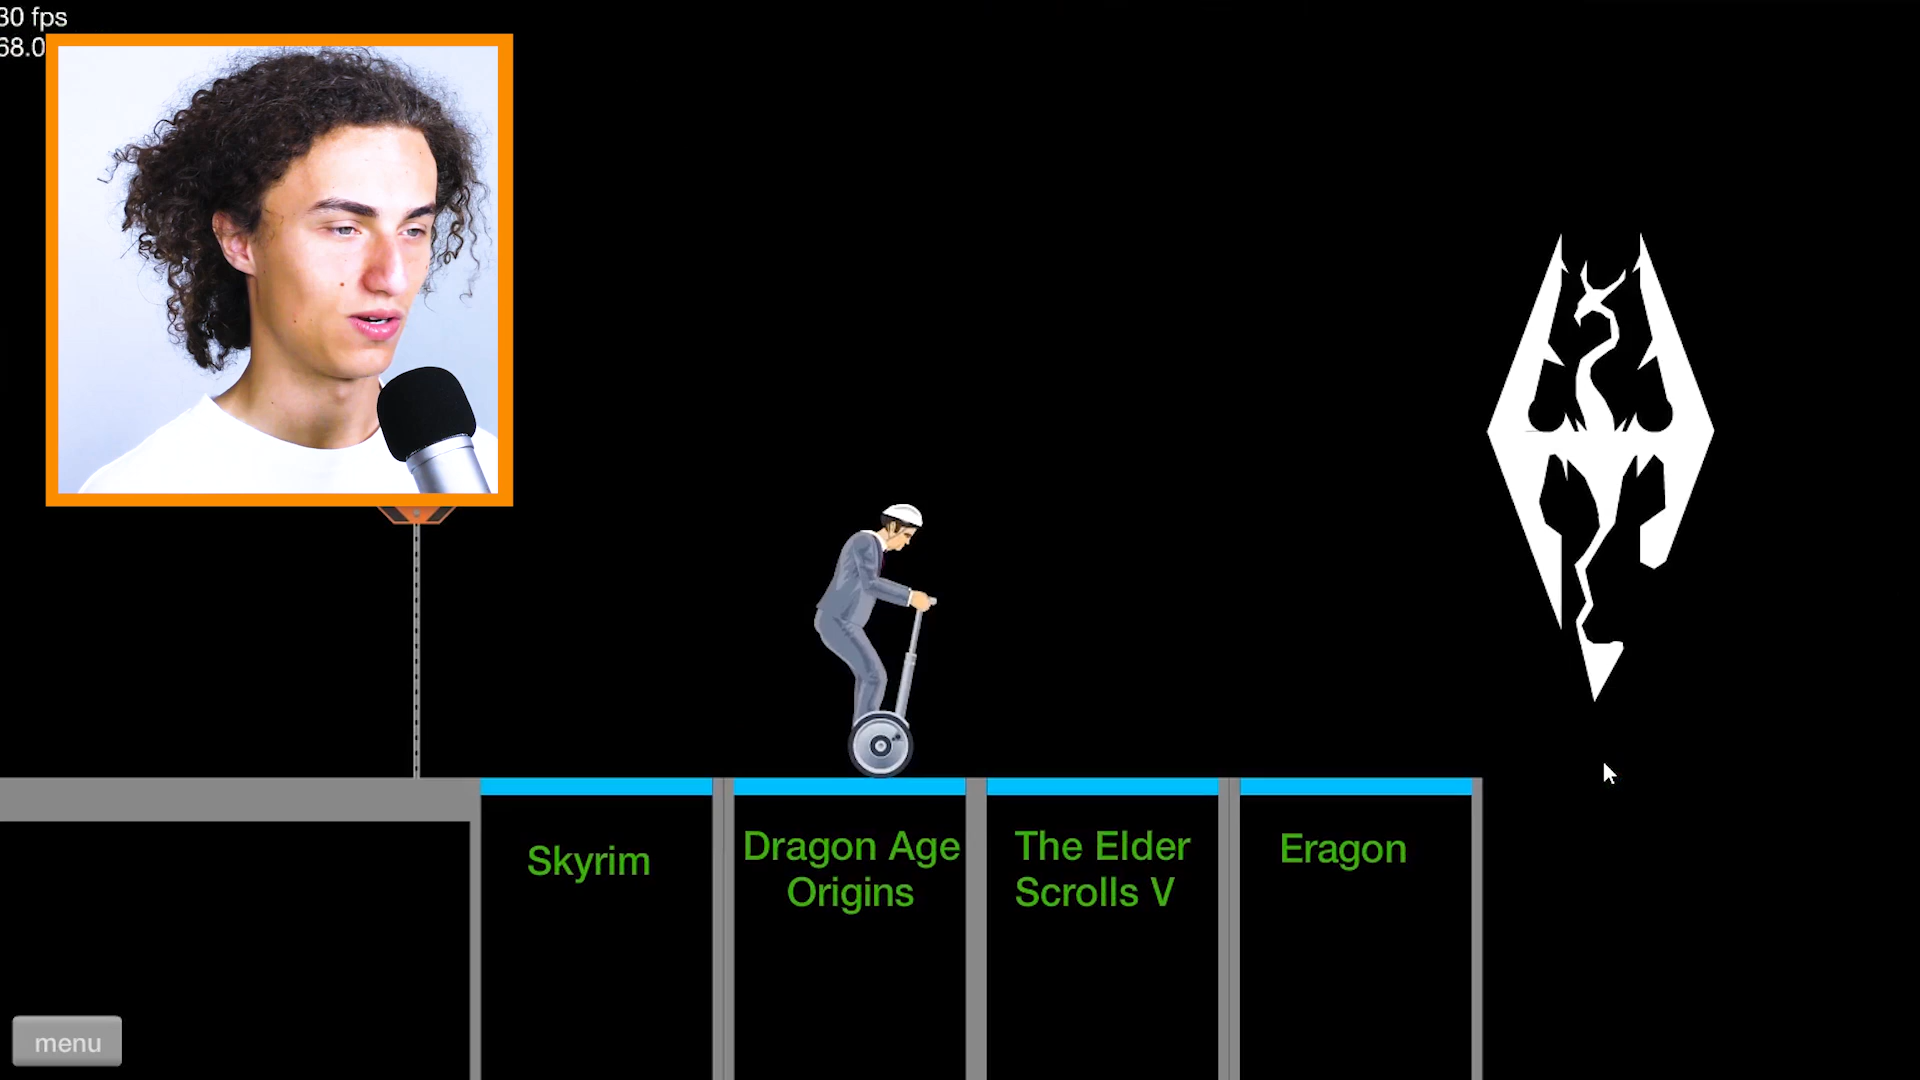 30 fps
68.0
Skyrim
Dragon Age
Origins
The Elder
Scrolls V
Eragon
menu